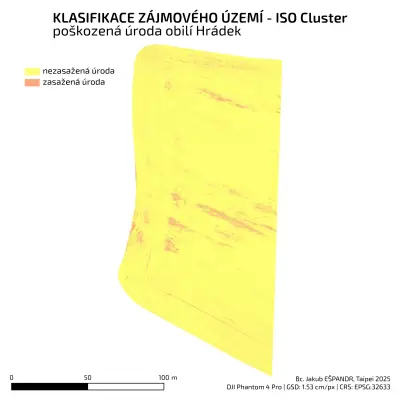 KLASIFIKACE ZÁJMOVÉHO ÚZEMÍ - ISO Cluster
poškozená úroda obilí Hrádek
nezasažená úroda
zasažená úroda
0 50 100 m
Bc. Jakub EŠPANDR, Taipei 2025
DJI Phantom 4 Pro | GSD: 1.53 cm/px | CRS: EPSG:32633